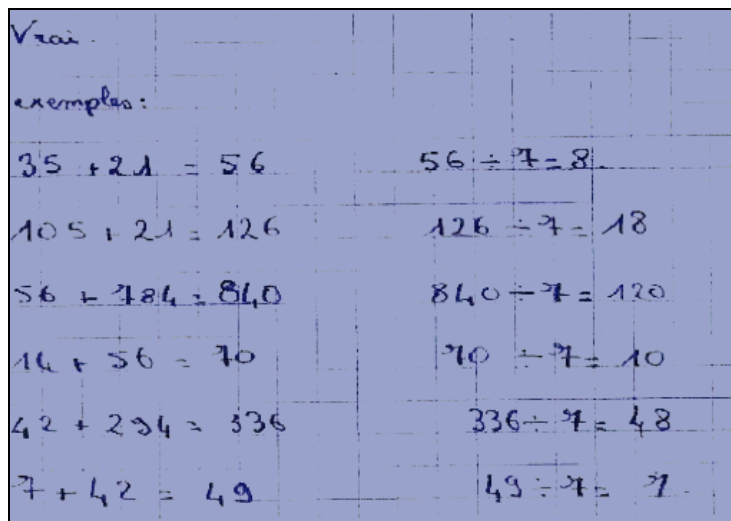 Vrai.
exemples:
35 + 21 = 56 56 ÷ 7 = 8.
105 + 21 = 126 126 ÷ 7 = 18
56 + 784 = 840 840 ÷ 7 = 120
14 + 56 = 70 70 ÷ 7 = 10
42 + 294 = 336 336 ÷ 7 = 48
7 + 42 = 49 49 ÷ 7 = 7